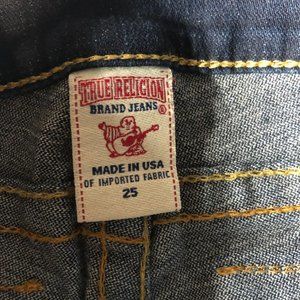 TRUE RELIGION
BRAND JEANS ®
MADE IN USA
OF IMPORTED FABRIC
25